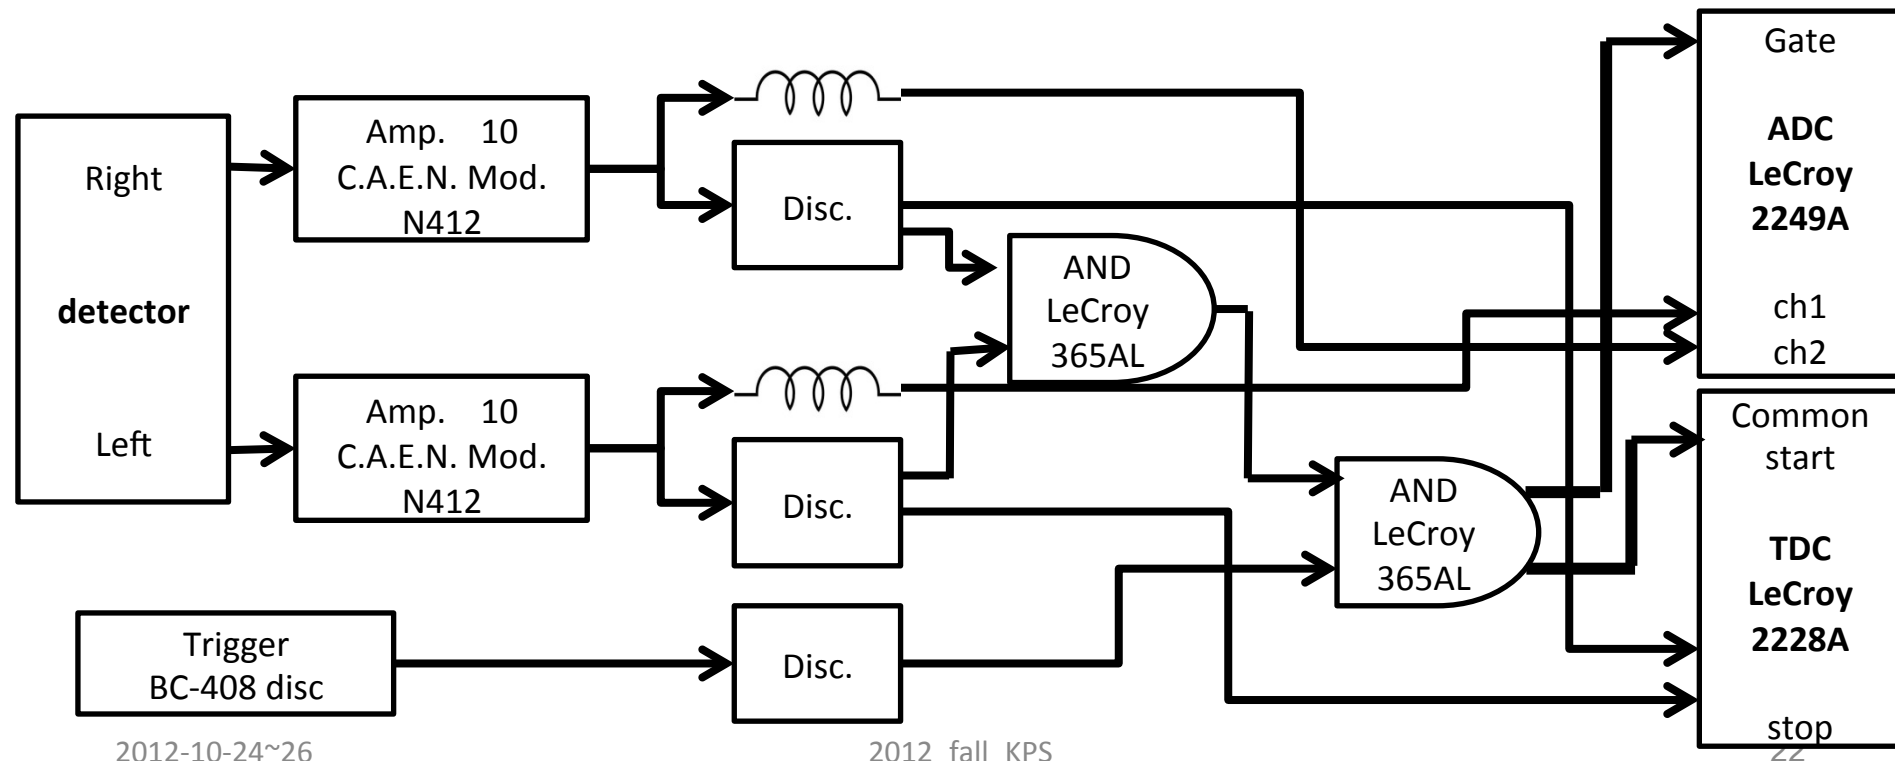 Right
detector
Left
Amp. 10
C.A.E.N. Mod.
N412
Amp. 10
C.A.E.N. Mod.
N412
Trigger
BC-408 disc
Disc.
Disc.
Disc.
AND
LeCroy
365AL
AND
LeCroy
365AL
Gate
ADC
LeCroy
2249A
ch1
ch2
Common
start
TDC
LeCroy
2228A
stop
2012-10-24~26
2012 fall KPS
22